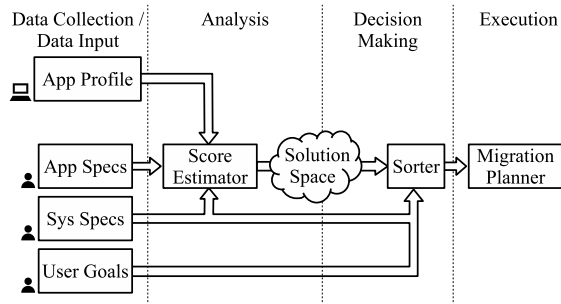 Data Collection /
Data Input
Analysis
Decision
Making
Execution
App Profile
App Specs
Score
Estimator
Solution
Space
Sorter
Migration
Planner
Sys Specs
User Goals